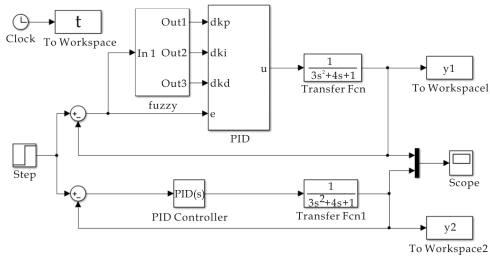 t
Clock
To Workspace
In 1
Out1
Out2
Out3
fuzzy
dkp
dki
dkd
e
u
PID
1
3s²+4s+1
Transfer Fcn
y1
To Workspace1
+
−
Step
Scope
+
−
PID(s)
PID Controller
1
3s²+4s+1
Transfer Fcn1
y2
To Workspace2